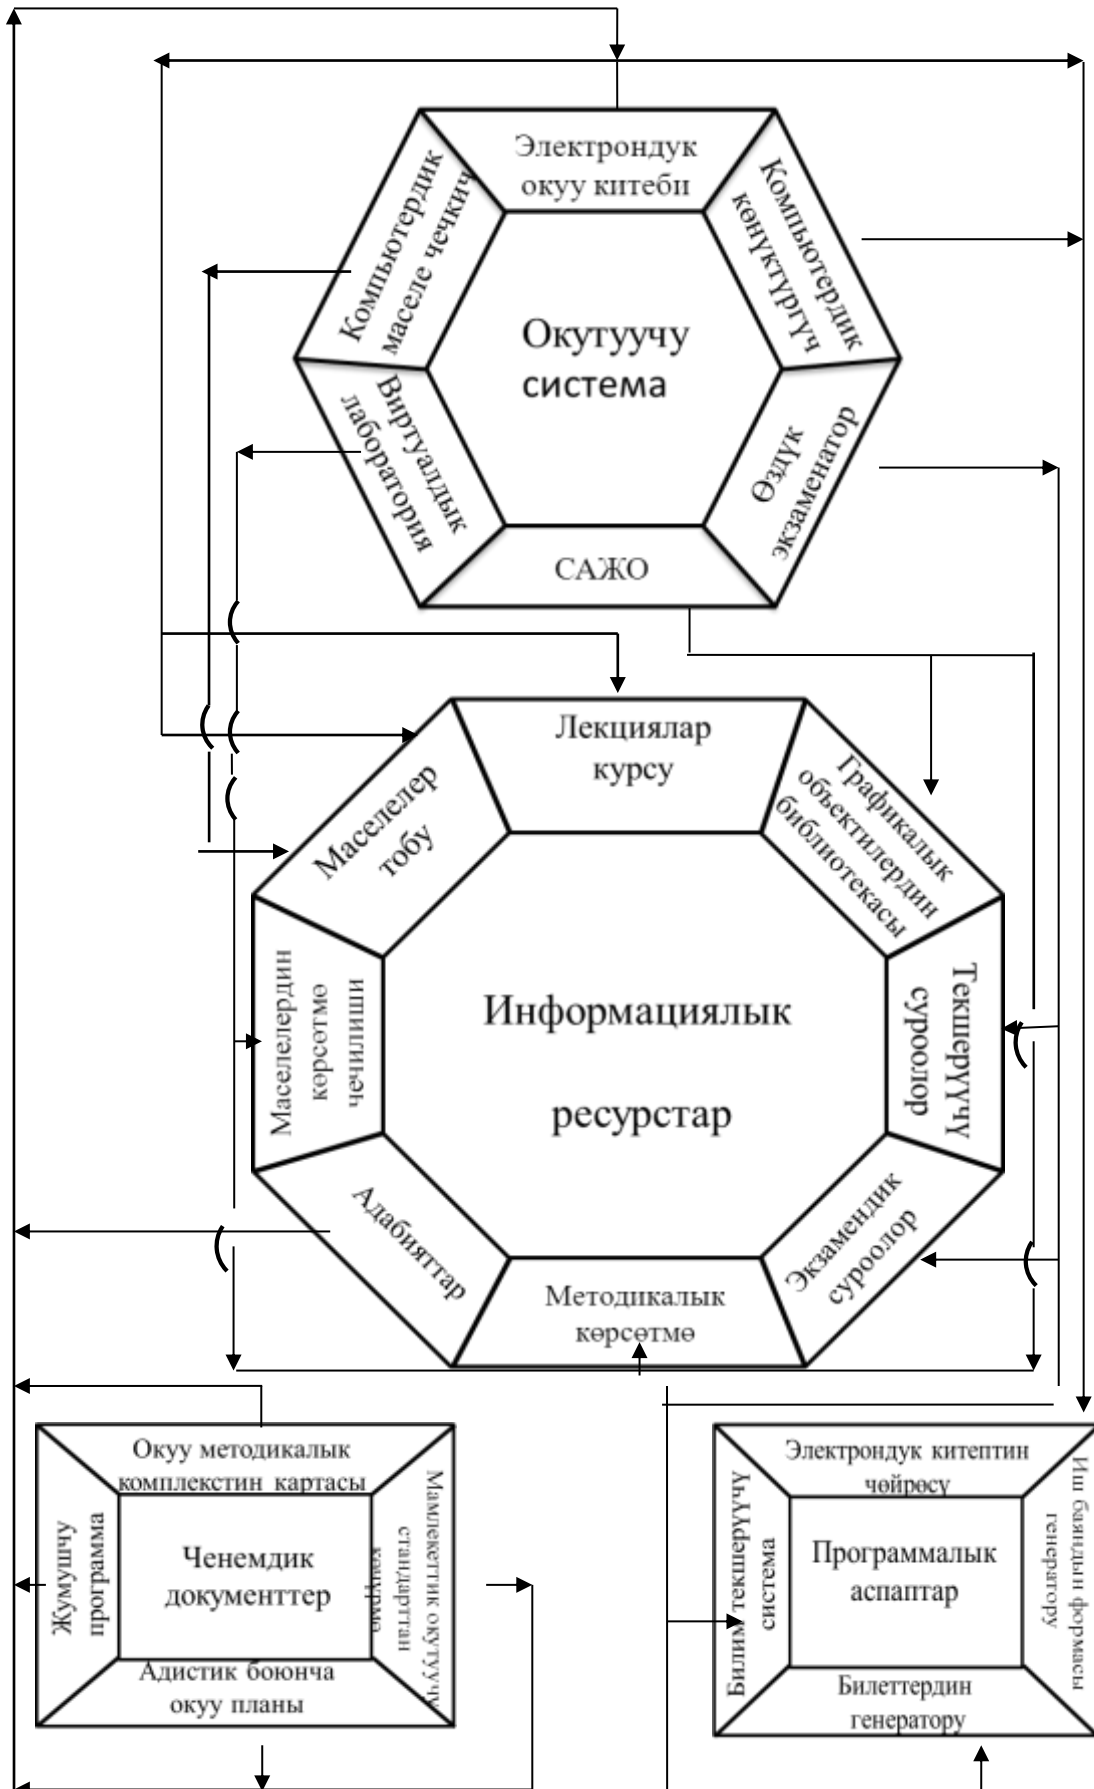 Электрондук
окуу китеби
Компьютердик
маселе чечкич
Компьютердик
көнүктүргүч
Окутуучу
система
Виртуалдык
лаборатория
Өздүк
экзаменатор
САЖО
Лекциялар
курсу
Маселелер
тобу
Графикалык
объектилердин
библиотекасы
Маселелердин
көрсөтмө
чечилиши
Информациялык
ресурстар
Текшерүүчү
суроолор
Адабияттар
Методикалык
көрсөтмө
Экзамендик
суроолор
Окуу методикалык
комплекстин картасы
Жумушчу
программа
Ченемдик
документтер
Мамлекеттик окутуучу
стандарттан
көчүрмө
Адистик боюнча
окуу планы
Электрондук китептин
чөйрөсү
Билим текшерүүчү
система
Программалык
аспаптар
Иш баяндын формасы
генератору
Билеттердин
генератору